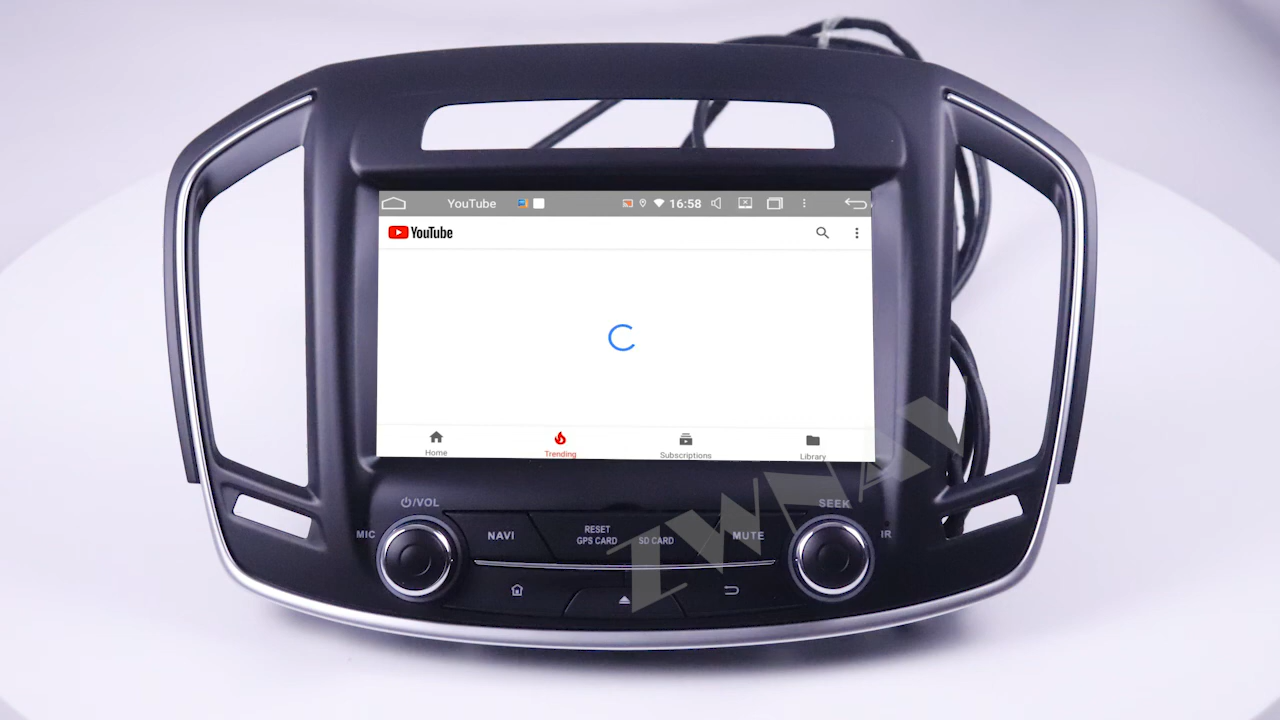 YouTube
16:58
YouTube
Home
Trending
Subscriptions
Library
⏻/VOL
SEEK
MIC
NAVI
RESET
GPS CARD
SD CARD
MUTE
IR
ZWNAV